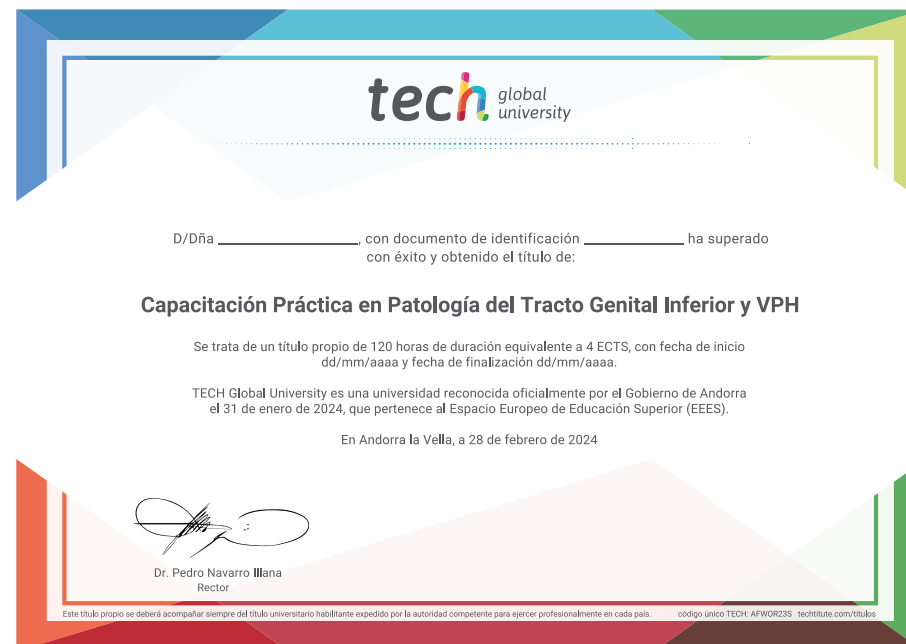 tech global university
D/Dña ______________, con documento de identificación __________ ha superado
con éxito y obtenido el título de:
Capacitación Práctica en Patología del Tracto Genital Inferior y VPH
Se trata de un título propio de 120 horas de duración equivalente a 4 ECTS, con fecha de inicio
dd/mm/aaaa y fecha de finalización dd/mm/aaaa.
TECH Global University es una universidad reconocida oficialmente por el Gobierno de Andorra
el 31 de enero de 2024, que pertenece al Espacio Europeo de Educación Superior (EEES).
En Andorra la Vella, a 28 de febrero de 2024
Dr. Pedro Navarro Illana
Rector
Este título propio se deberá acompañar siempre del título universitario habilitante expedido por la autoridad competente para ejercer profesionalmente en cada país. código único TECH: AFWOR23S techtitute.com/titulos